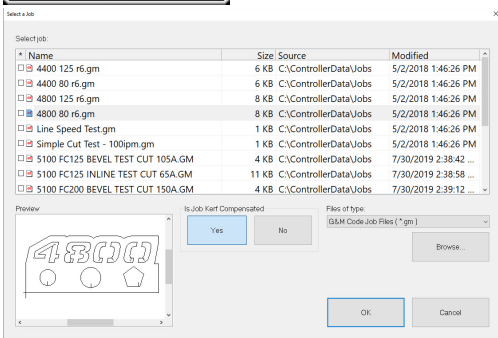 Select a Job
Select job:
* Name Size Source Modified
4400 125 r6.gm 6 KB C:\ControllerData\Jobs 5/2/2018 1:46:26 PM
4400 80 r6.gm 6 KB C:\ControllerData\Jobs 5/2/2018 1:46:26 PM
4800 125 r6.gm 8 KB C:\ControllerData\Jobs 5/2/2018 1:46:26 PM
4800 80 r6.gm 8 KB C:\ControllerData\Jobs 5/2/2018 1:46:26 PM
Line Speed Test.gm 1 KB C:\ControllerData\Jobs 5/2/2018 1:46:26 PM
Simple Cut Test - 100ipm.gm 1 KB C:\ControllerData\Jobs 5/2/2018 1:46:26 PM
5100 FC125 BEVEL TEST CUT 105A.GM 4 KB C:\ControllerData\Jobs 7/30/2019 2:38:42 ...
5100 FC125 INLINE TEST CUT 65A.GM 11 KB C:\ControllerData\Jobs 7/30/2019 2:38:58 ...
5100 FC200 BEVEL TEST CUT 150A.GM 4 KB C:\ControllerData\Jobs 7/30/2019 2:39:12 ...
Preview Is Job Kerf Compensated Files of type:
Yes No G&M Code Job Files ( *.gm )
4800
Browse...
OK Cancel